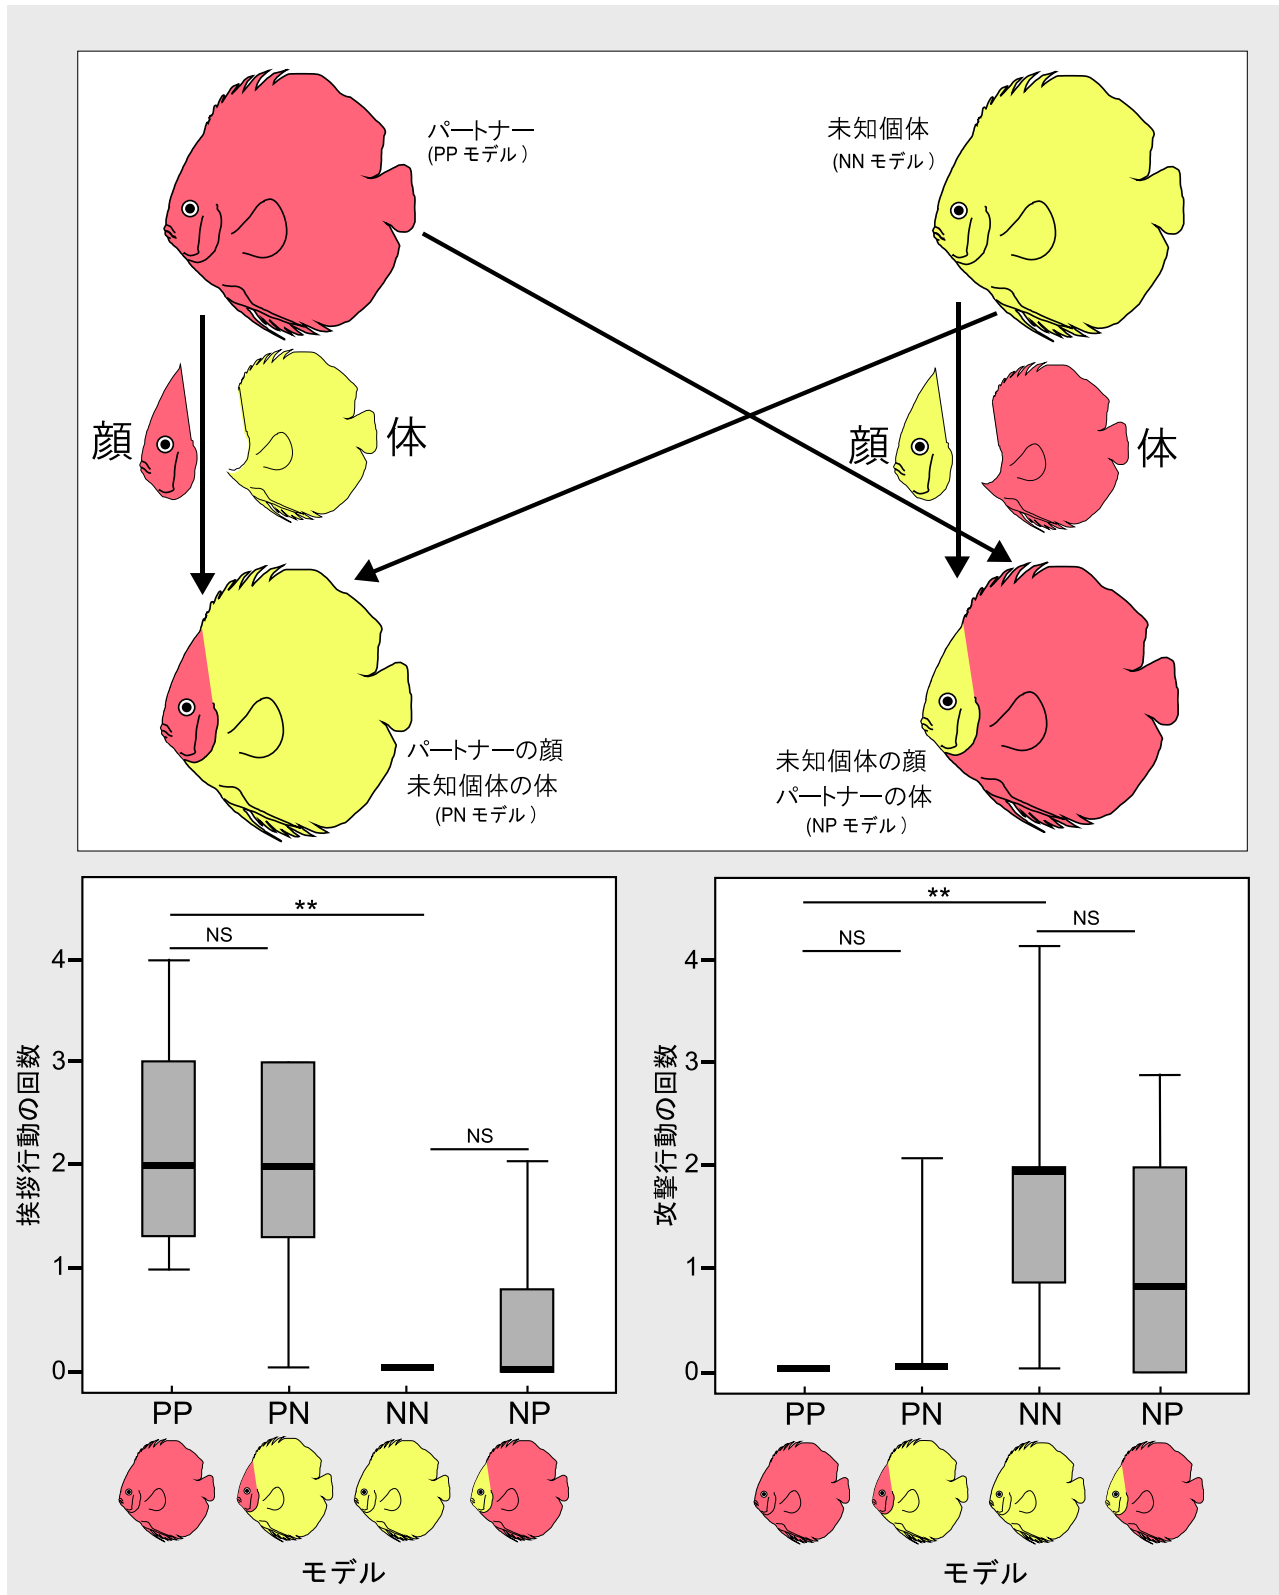 パートナー
(PP モデル )
未知個体
(NN モデル )
顔
体
顔
体
パートナーの顔
未知個体の体
(PN モデル )
未知個体の顔
パートナーの体
(NP モデル )
**
NS
NS
4
3
2
1
0
挨拶行動の回数
PP
PN
NN
NP
モデル
**
NS
NS
4
3
2
1
0
攻撃行動の回数
PP
PN
NN
NP
モデル